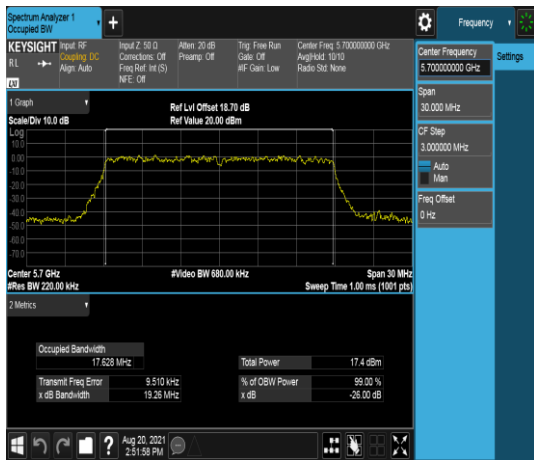 Spectrum Analyzer 1
Occupied BW
+
Frequency
KEYSIGHT
RL
LXI
Input: RF
Coupling: DC
Align: Auto
Input Z: 50 Ω
Corrections: Off
Freq Ref: Int (S)
NFE: Off
Atten: 20 dB
Preamp: Off
Trig: Free Run
Gate: Off
#IF Gain: Low
Center Freq: 5.700000000 GHz
Avg|Hold: 10/10
Radio Std: None
Center Frequency
5.700000000 GHz
Settings
Span
30.000 MHz
CF Step
3.000000 MHz
Auto
Man
Freq Offset
0 Hz
1 Graph
Scale/Div 10.0 dB
Ref Lvl Offset 18.70 dB
Ref Value 20.00 dBm
Log
10.0
0.00
-10.0
-20.0
-30.0
-40.0
-50.0
-60.0
-70.0
Center 5.7 GHz
#Video BW 680.00 kHz
Span 30 MHz
#Res BW 220.00 kHz
Sweep Time 1.00 ms (1001 pts)
2 Metrics
Occupied Bandwidth
17.628 MHz
Total Power 17.4 dBm
Transmit Freq Error 9.510 kHz
% of OBW Power 99.00 %
x dB Bandwidth 19.26 MHz
x dB -26.00 dB
?
Aug 20, 2021
2:51:58 PM